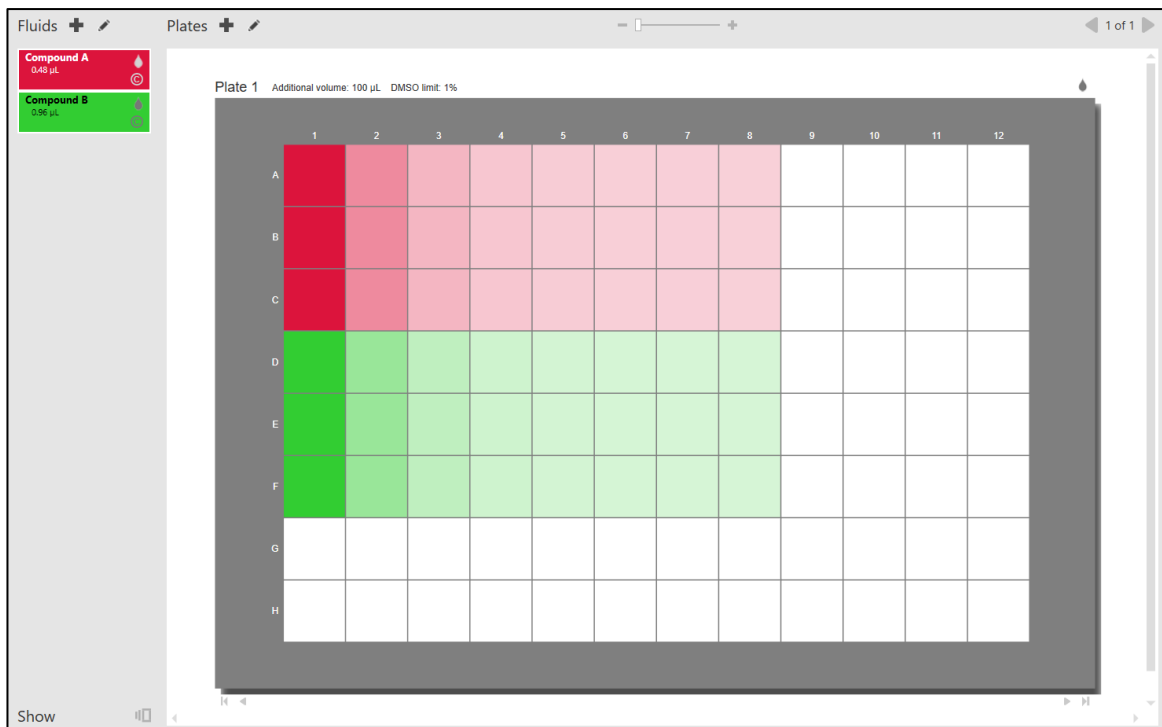 Fluids
Plates
1 of 1
Compound A
0.48 µL
©
Compound B
0.96 µL
©
Plate 1 Additional volume: 100 µL DMSO limit: 1%
1 2 3 4 5 6 7 8 9 10 11 12
A
B
C
D
E
F
G
H
Show